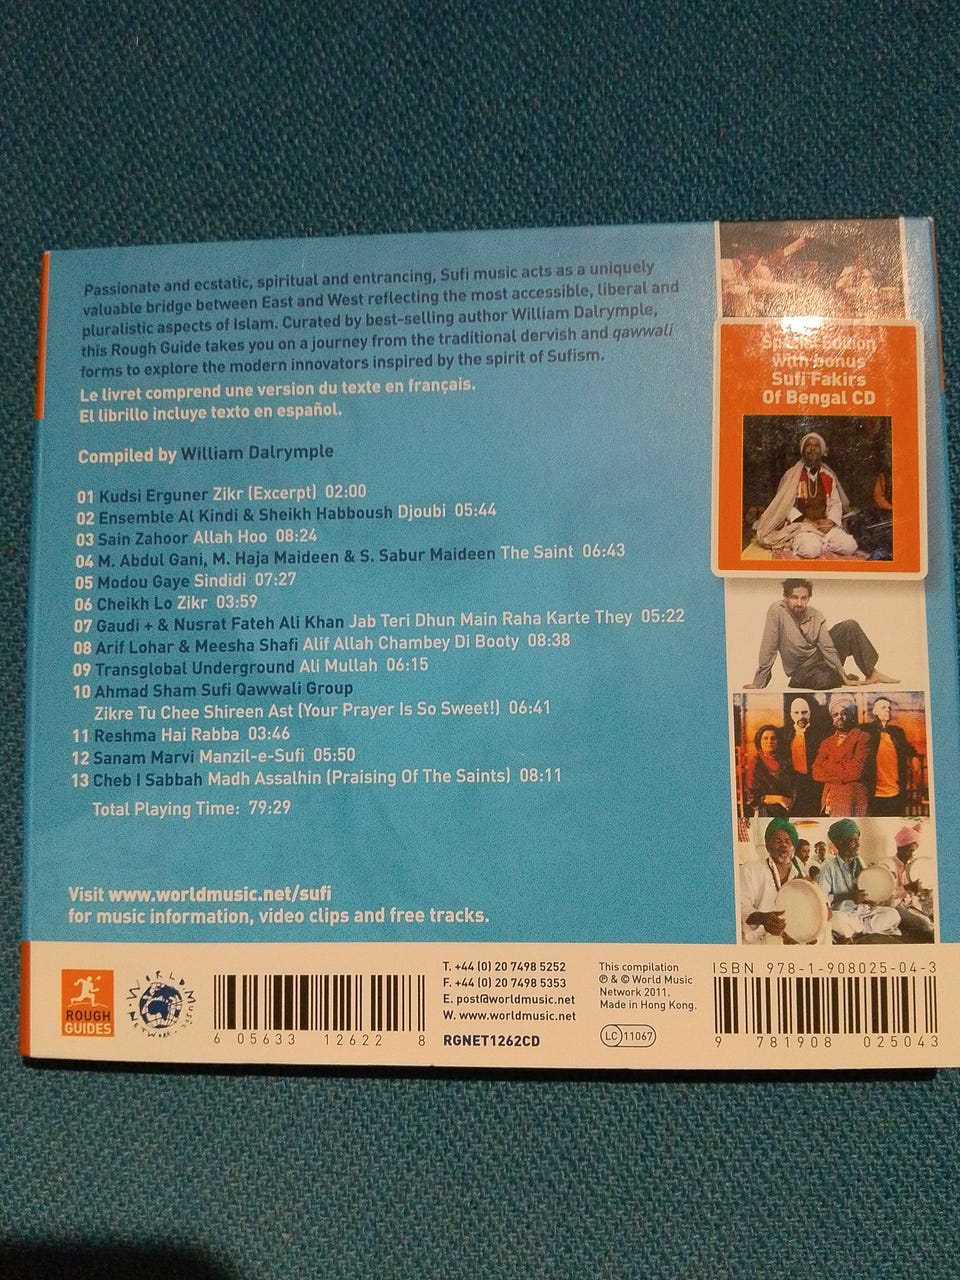 Passionate and ecstatic, spiritual and entrancing, Sufi music acts as a uniquely
valuable bridge between East and West reflecting the most accessible, liberal and
pluralistic aspects of Islam. Curated by best-selling author William Dalrymple,
this Rough Guide takes you on a journey from the traditional dervish and qawwali
forms to explore the modern innovators inspired by the spirit of Sufism.
Le livret comprend une version du texte en français.
El librillo incluye texto en español.
Compiled by William Dalrymple
01 Kudsi Erguner Zikr (Excerpt) 02:00
02 Ensemble Al Kindi & Sheikh Habboush Djoubi 05:44
03 Sain Zahoor Allah Hoo 08:24
04 M. Abdul Gani, M. Haja Maideen & S. Sabur Maideen The Saint 06:43
05 Modou Gaye Sindidi 07:27
06 Cheikh Lo Zikr 03:59
07 Gaudi + & Nusrat Fateh Ali Khan Jab Teri Dhun Main Raha Karte They 05:22
08 Arif Lohar & Meesha Shafi Alif Allah Chambey Di Booty 08:38
09 Transglobal Underground Ali Mullah 06:15
10 Ahmad Sham Sufi Qawwali Group
Zikre Tu Chee Shireen Ast (Your Prayer Is So Sweet!) 06:41
11 Reshma Hai Rabba 03:46
12 Sanam Marvi Manzil-e-Sufi 05:50
13 Cheb I Sabbah Madh Assalhin (Praising Of The Saints) 08:11
Total Playing Time: 79:29
Visit www.worldmusic.net/sufi
for music information, video clips and free tracks.
Special Edition
with bonus
Sufi Fakirs
Of Bengal CD
ROUGH
GUIDES
WORLD MUSIC NETWORK
6 05633 12622 8
T. +44 (0) 20 7498 5252
F. +44 (0) 20 7498 5353
E. post@worldmusic.net
W. www.worldmusic.net
RGNET1262CD
This compilation
℗ & © World Music
Network 2011.
Made in Hong Kong.
LC 11067
ISBN 978-1-908025-04-3
9 781908 025043